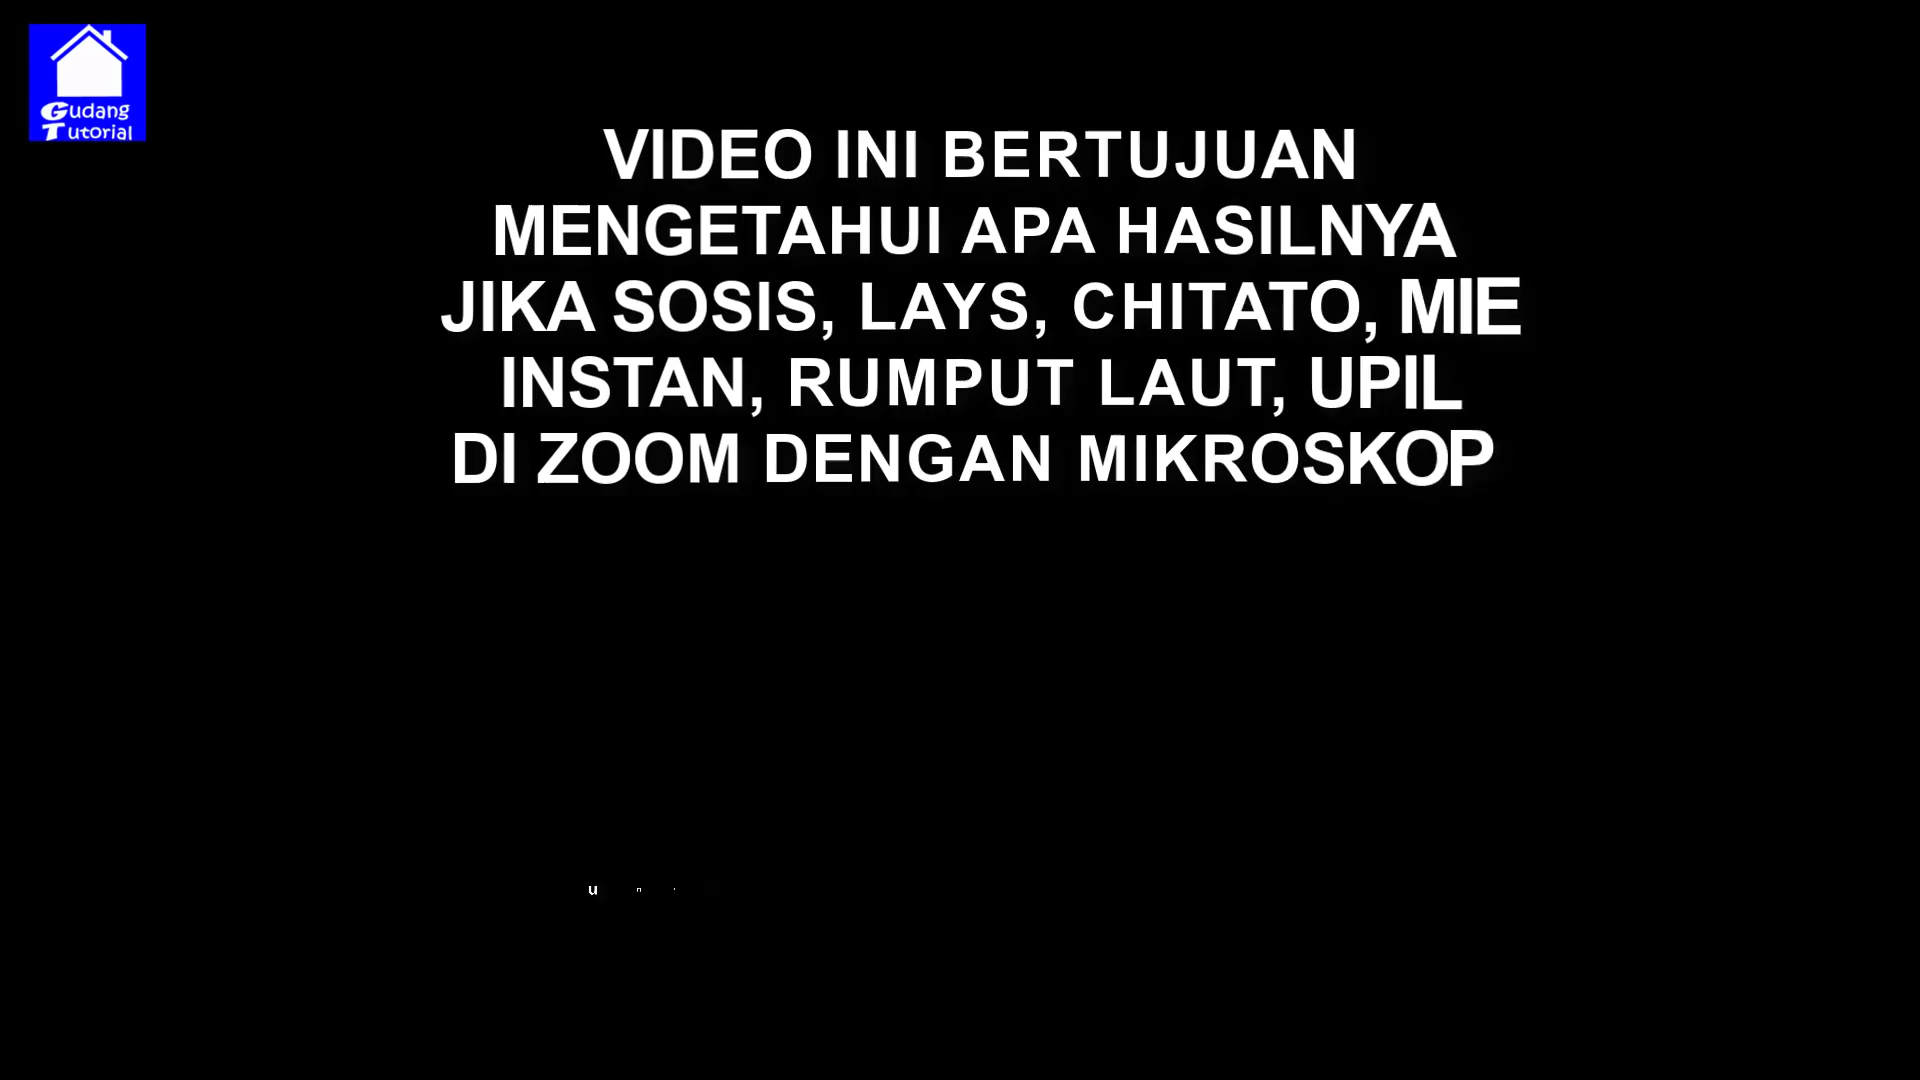 Gudang
Tutorial
VIDEO INI BERTUJUAN
MENGETAHUI APA HASILNYA
JIKA SOSIS, LAYS, CHITATO, MIE
INSTAN, RUMPUT LAUT, UPIL
DI ZOOM DENGAN MIKROSKOP
u n